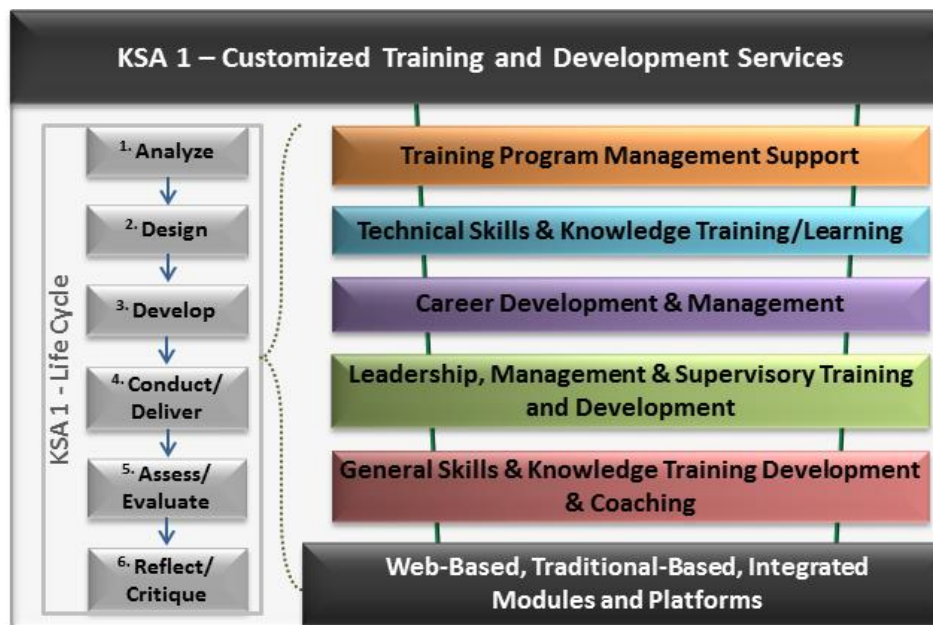 KSA 1 – Customized Training and Development Services
KSA 1 - Life Cycle
1. Analyze
2. Design
3. Develop
4. Conduct/
Deliver
5. Assess/
Evaluate
6. Reflect/
Critique
Training Program Management Support
Technical Skills & Knowledge Training/Learning
Career Development & Management
Leadership, Management & Supervisory Training
and Development
General Skills & Knowledge Training Development
& Coaching
Web-Based, Traditional-Based, Integrated
Modules and Platforms